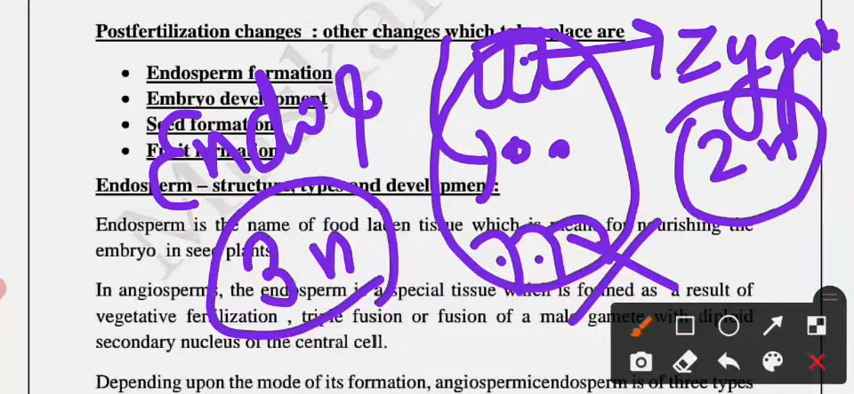 Postfertilization changes : other changes which take place are
• Endosperm formation
• Embryo development
• Seed formation
• Fruit formation
Endosperm – structure, types and development:
Endosperm is the name of food laden tissue which is meant for nourishing the
embryo in seed plants
In angiosperms, the endosperm is a special tissue which is formed as a result of
vegetative fertilization , triple fusion or fusion of a male gamete with diploid
secondary nucleus of the central cell.
Depending upon the mode of its formation, angiospermicendosperm is of three types
Endosp
3n
2n